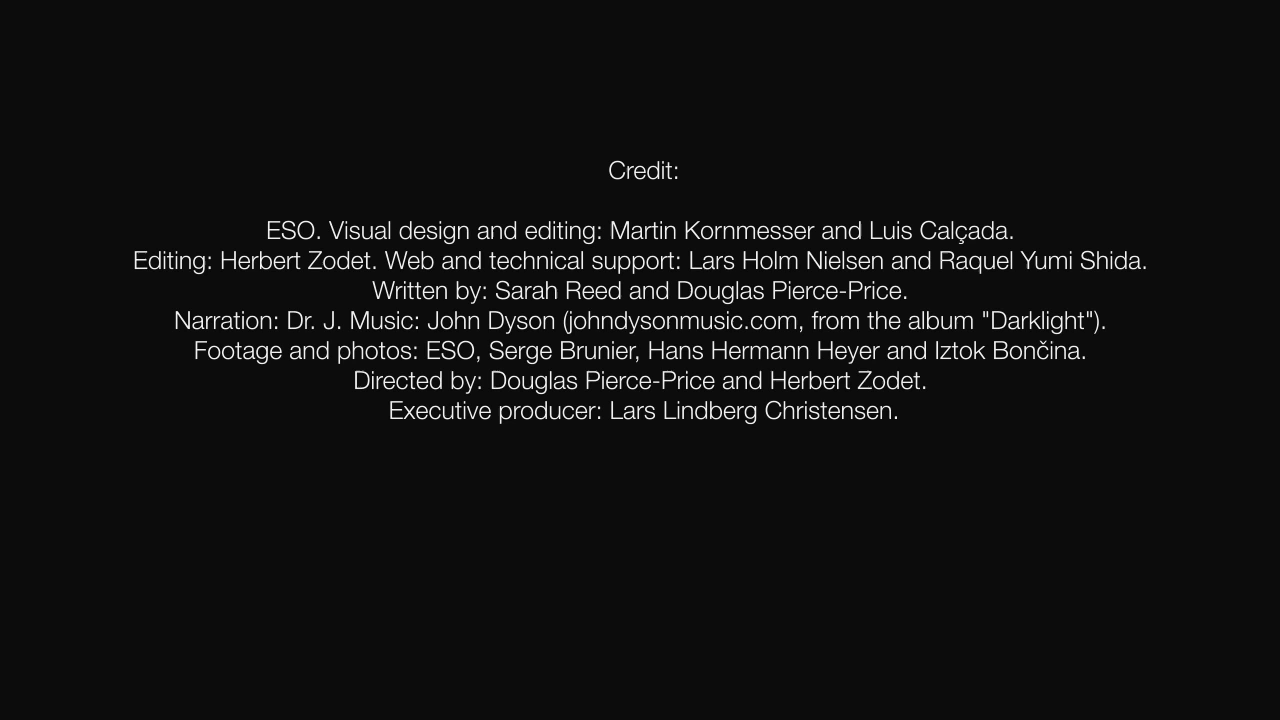 Credit:
ESO. Visual design and editing: Martin Kornmesser and Luis Calçada.
Editing: Herbert Zodet. Web and technical support: Lars Holm Nielsen and Raquel Yumi Shida.
Written by: Sarah Reed and Douglas Pierce-Price.
Narration: Dr. J. Music: John Dyson (johndysonmusic.com, from the album "Darklight").
Footage and photos: ESO, Serge Brunier, Hans Hermann Heyer and Iztok Bončina.
Directed by: Douglas Pierce-Price and Herbert Zodet.
Executive producer: Lars Lindberg Christensen.